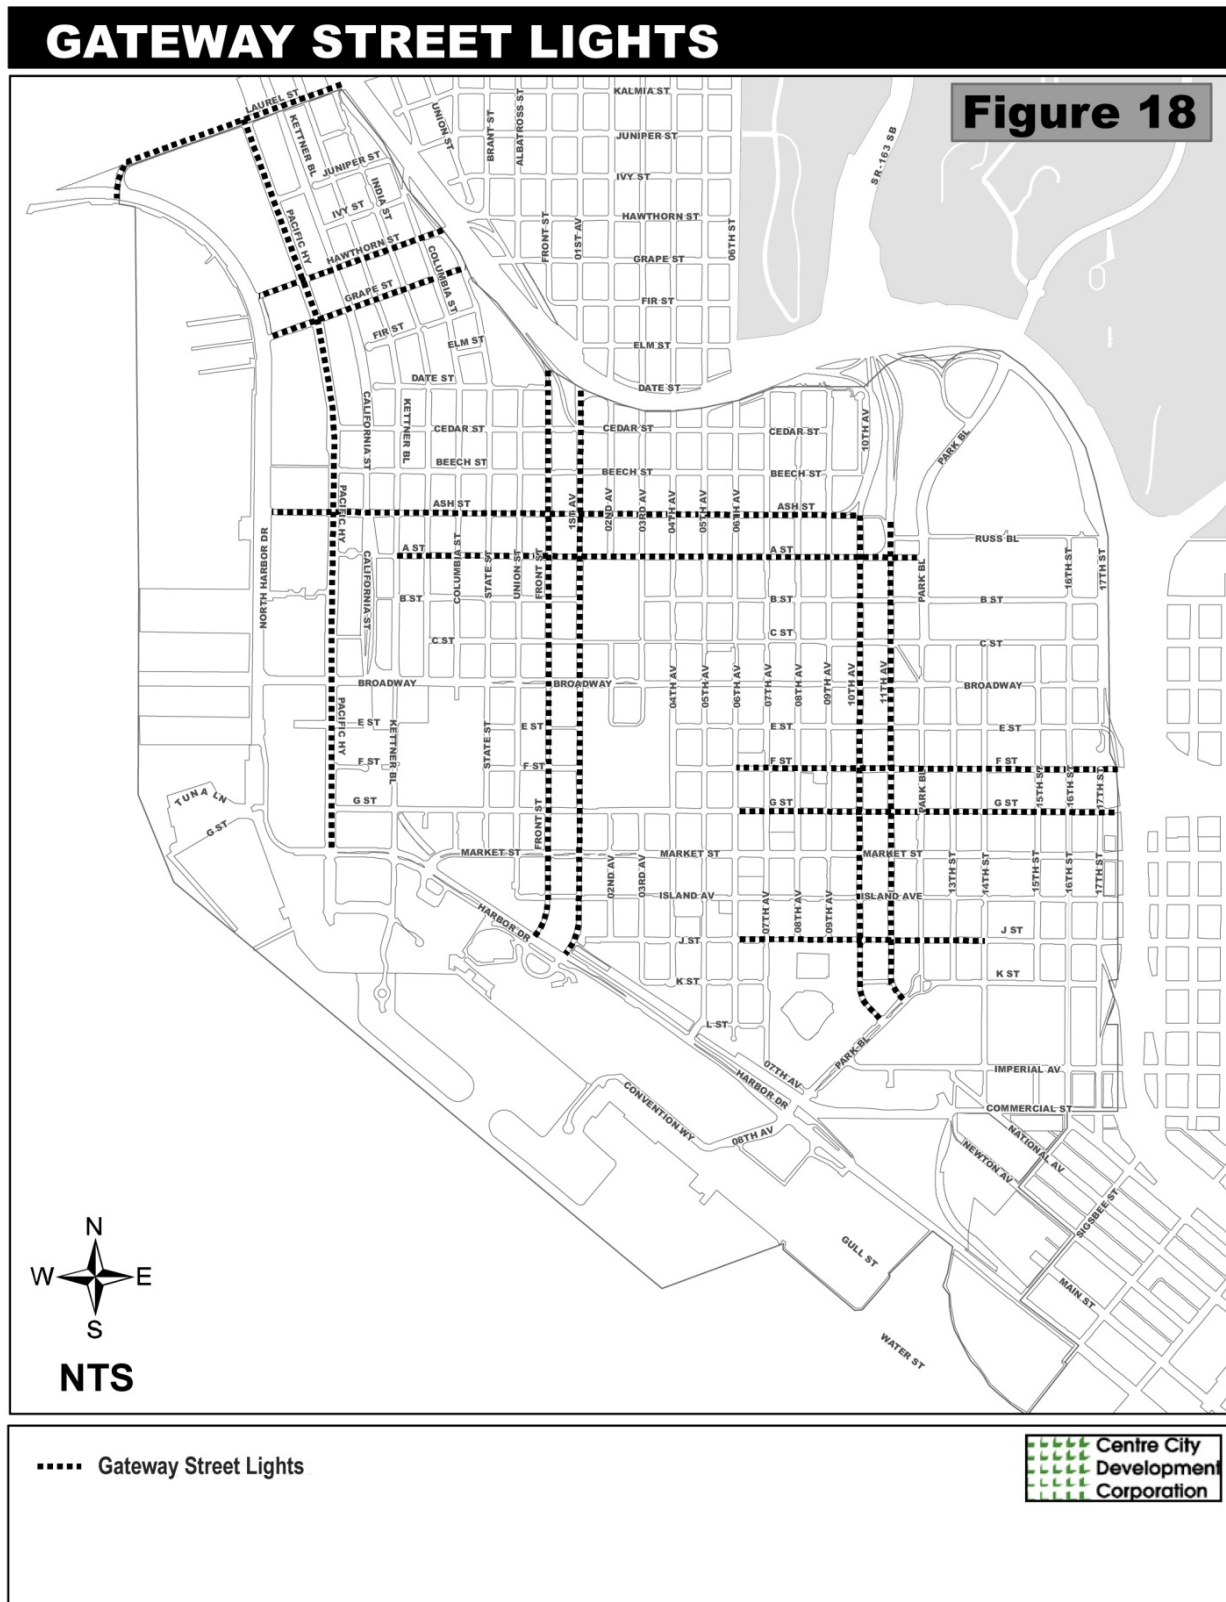 GATEWAY STREET LIGHTS
Figure 18
LAUREL ST
KETTNER BL
JUNIPER ST
INDIA ST
IVY ST
PACIFIC HY
HAWTHORN ST
COLUMBIA ST
GRAPE ST
FIR ST
ELM ST
DATE ST
UNION ST
BRANT ST
ALBATROSS ST
KALMIA ST
JUNIPER ST
IVY ST
HAWTHORN ST
FRONT ST
01ST AV
06TH ST
GRAPE ST
FIR ST
ELM ST
DATE ST
SR-163 SB
CALIFORNIA ST
KETTNER BL
CEDAR ST
CEDAR ST
CEDAR ST
10TH AV
PARK BL
BEECH ST
BEECH ST
BEECH ST
PACIFIC HY
ASH ST
1ST AV
02ND AV
03RD AV
04TH AV
05TH AV
06TH AV
ASH ST
NORTH HARBOR DR
CALIFORNIA ST
A ST
COLUMBIA ST
STATE ST
UNION ST
FRONT ST
A ST
PARK BL
RUSS BL
16TH ST
17TH ST
B ST
B ST
B ST
C ST
C ST
C ST
BROADWAY
BROADWAY
04TH AV
05TH AV
06TH AV
07TH AV
08TH AV
09TH AV
10TH AV
11TH AV
BROADWAY
PACIFIC HY
E ST
KETTNER BL
STATE ST
E ST
E ST
E ST
F ST
F ST
F ST
F ST
TUNA LN
G ST
G ST
FRONT ST
G ST
PARK BL
G ST
15TH ST
16TH ST
17TH ST
MARKET ST
02ND AV
03RD AV
MARKET ST
MARKET ST
13TH ST
14TH ST
15TH ST
16TH ST
17TH ST
ISLAND AV
ISLAND AVE
HARBOR DR
07TH AV
08TH AV
09TH AV
J ST
J ST
K ST
K ST
L ST
PARK BL
07TH AV
HARBOR DR
IMPERIAL AV
CONVENTION WY
08TH AV
COMMERCIAL ST
NATIONAL AV
NEWTON AV
SIGSBEE ST
GULL ST
MAIN ST
WATER ST
N
W E
S
NTS
Gateway Street Lights
Centre City
Development
Corporation